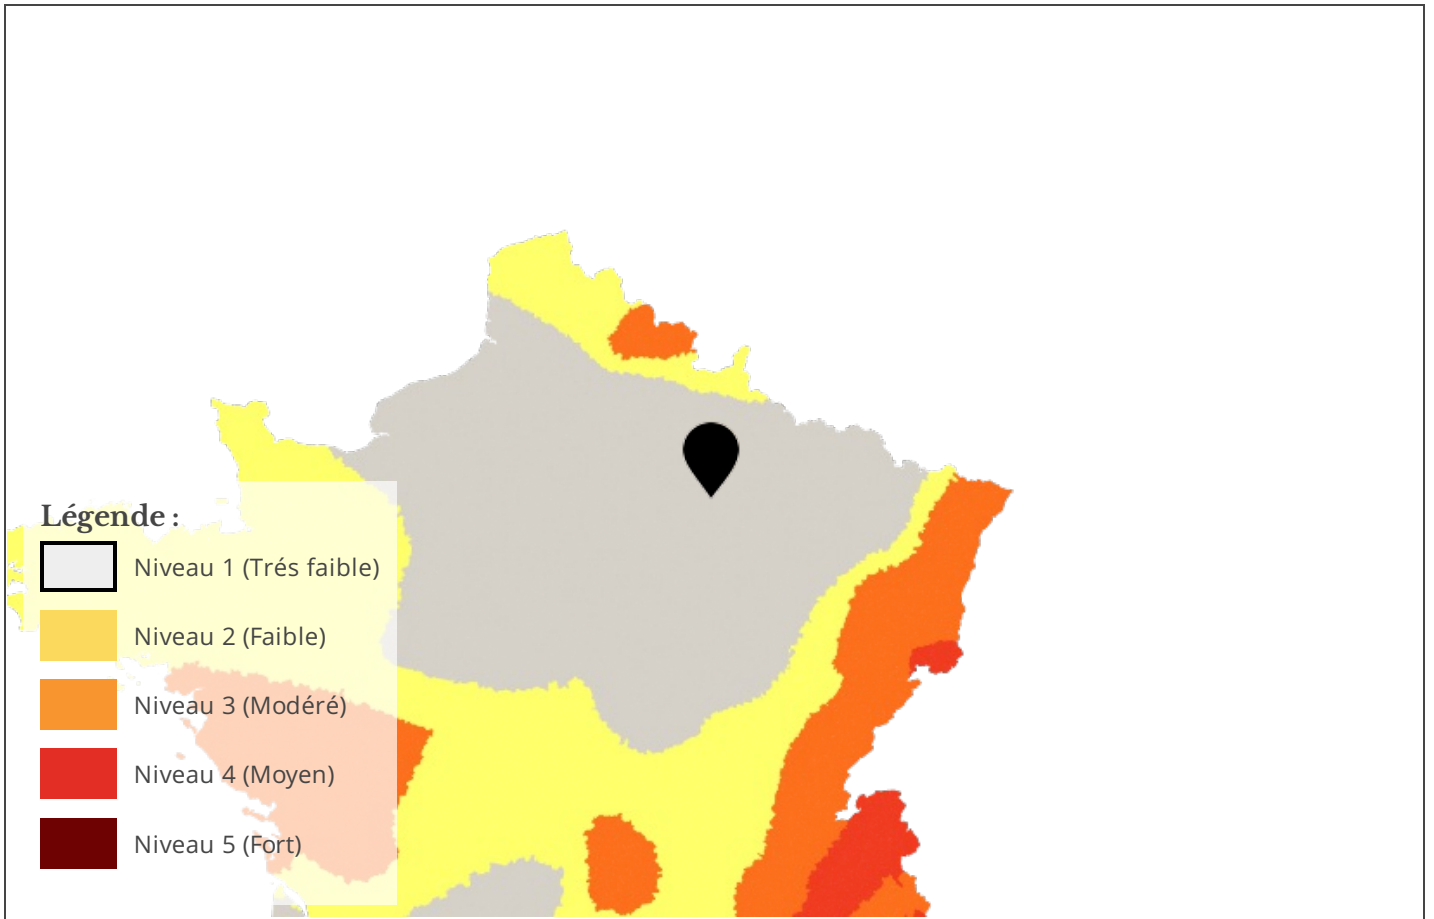 Légende :
Niveau 1 (Trés faible)
Niveau 2 (Faible)
Niveau 3 (Modéré)
Niveau 4 (Moyen)
Niveau 5 (Fort)